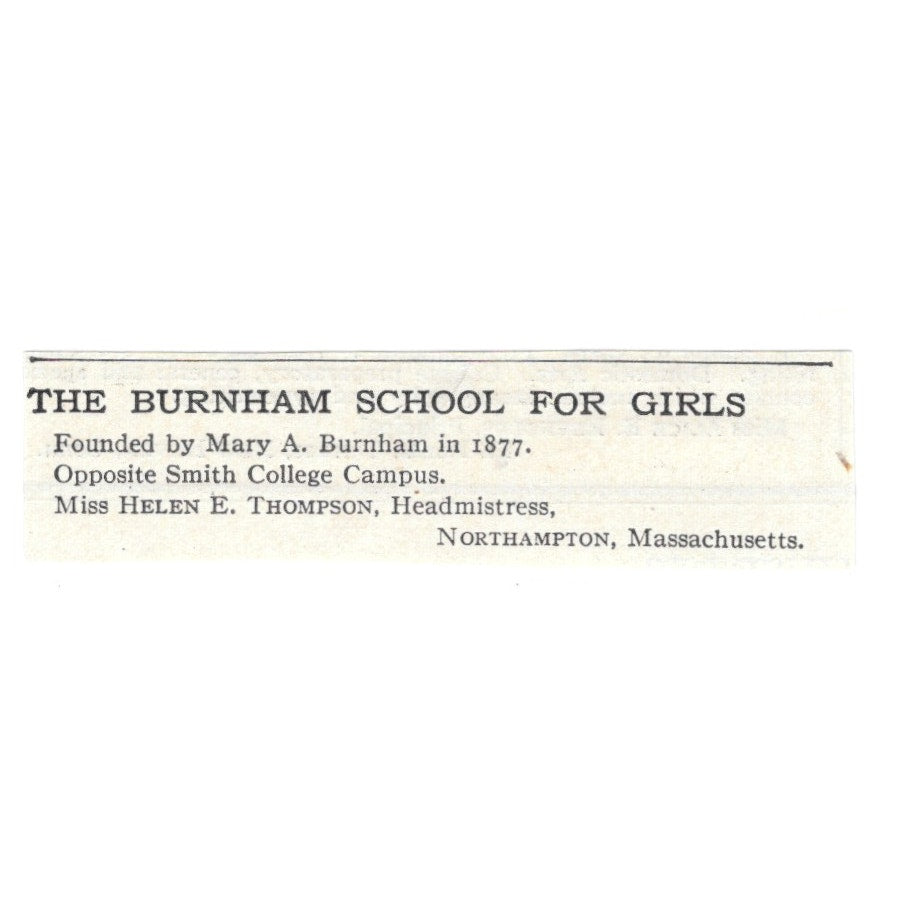 THE BURNHAM SCHOOL FOR GIRLS
Founded by Mary A. Burnham in 1877.
Opposite Smith College Campus.
Miss HELEN E. THOMPSON, Headmistress,
NORTHAMPTON, Massachusetts.